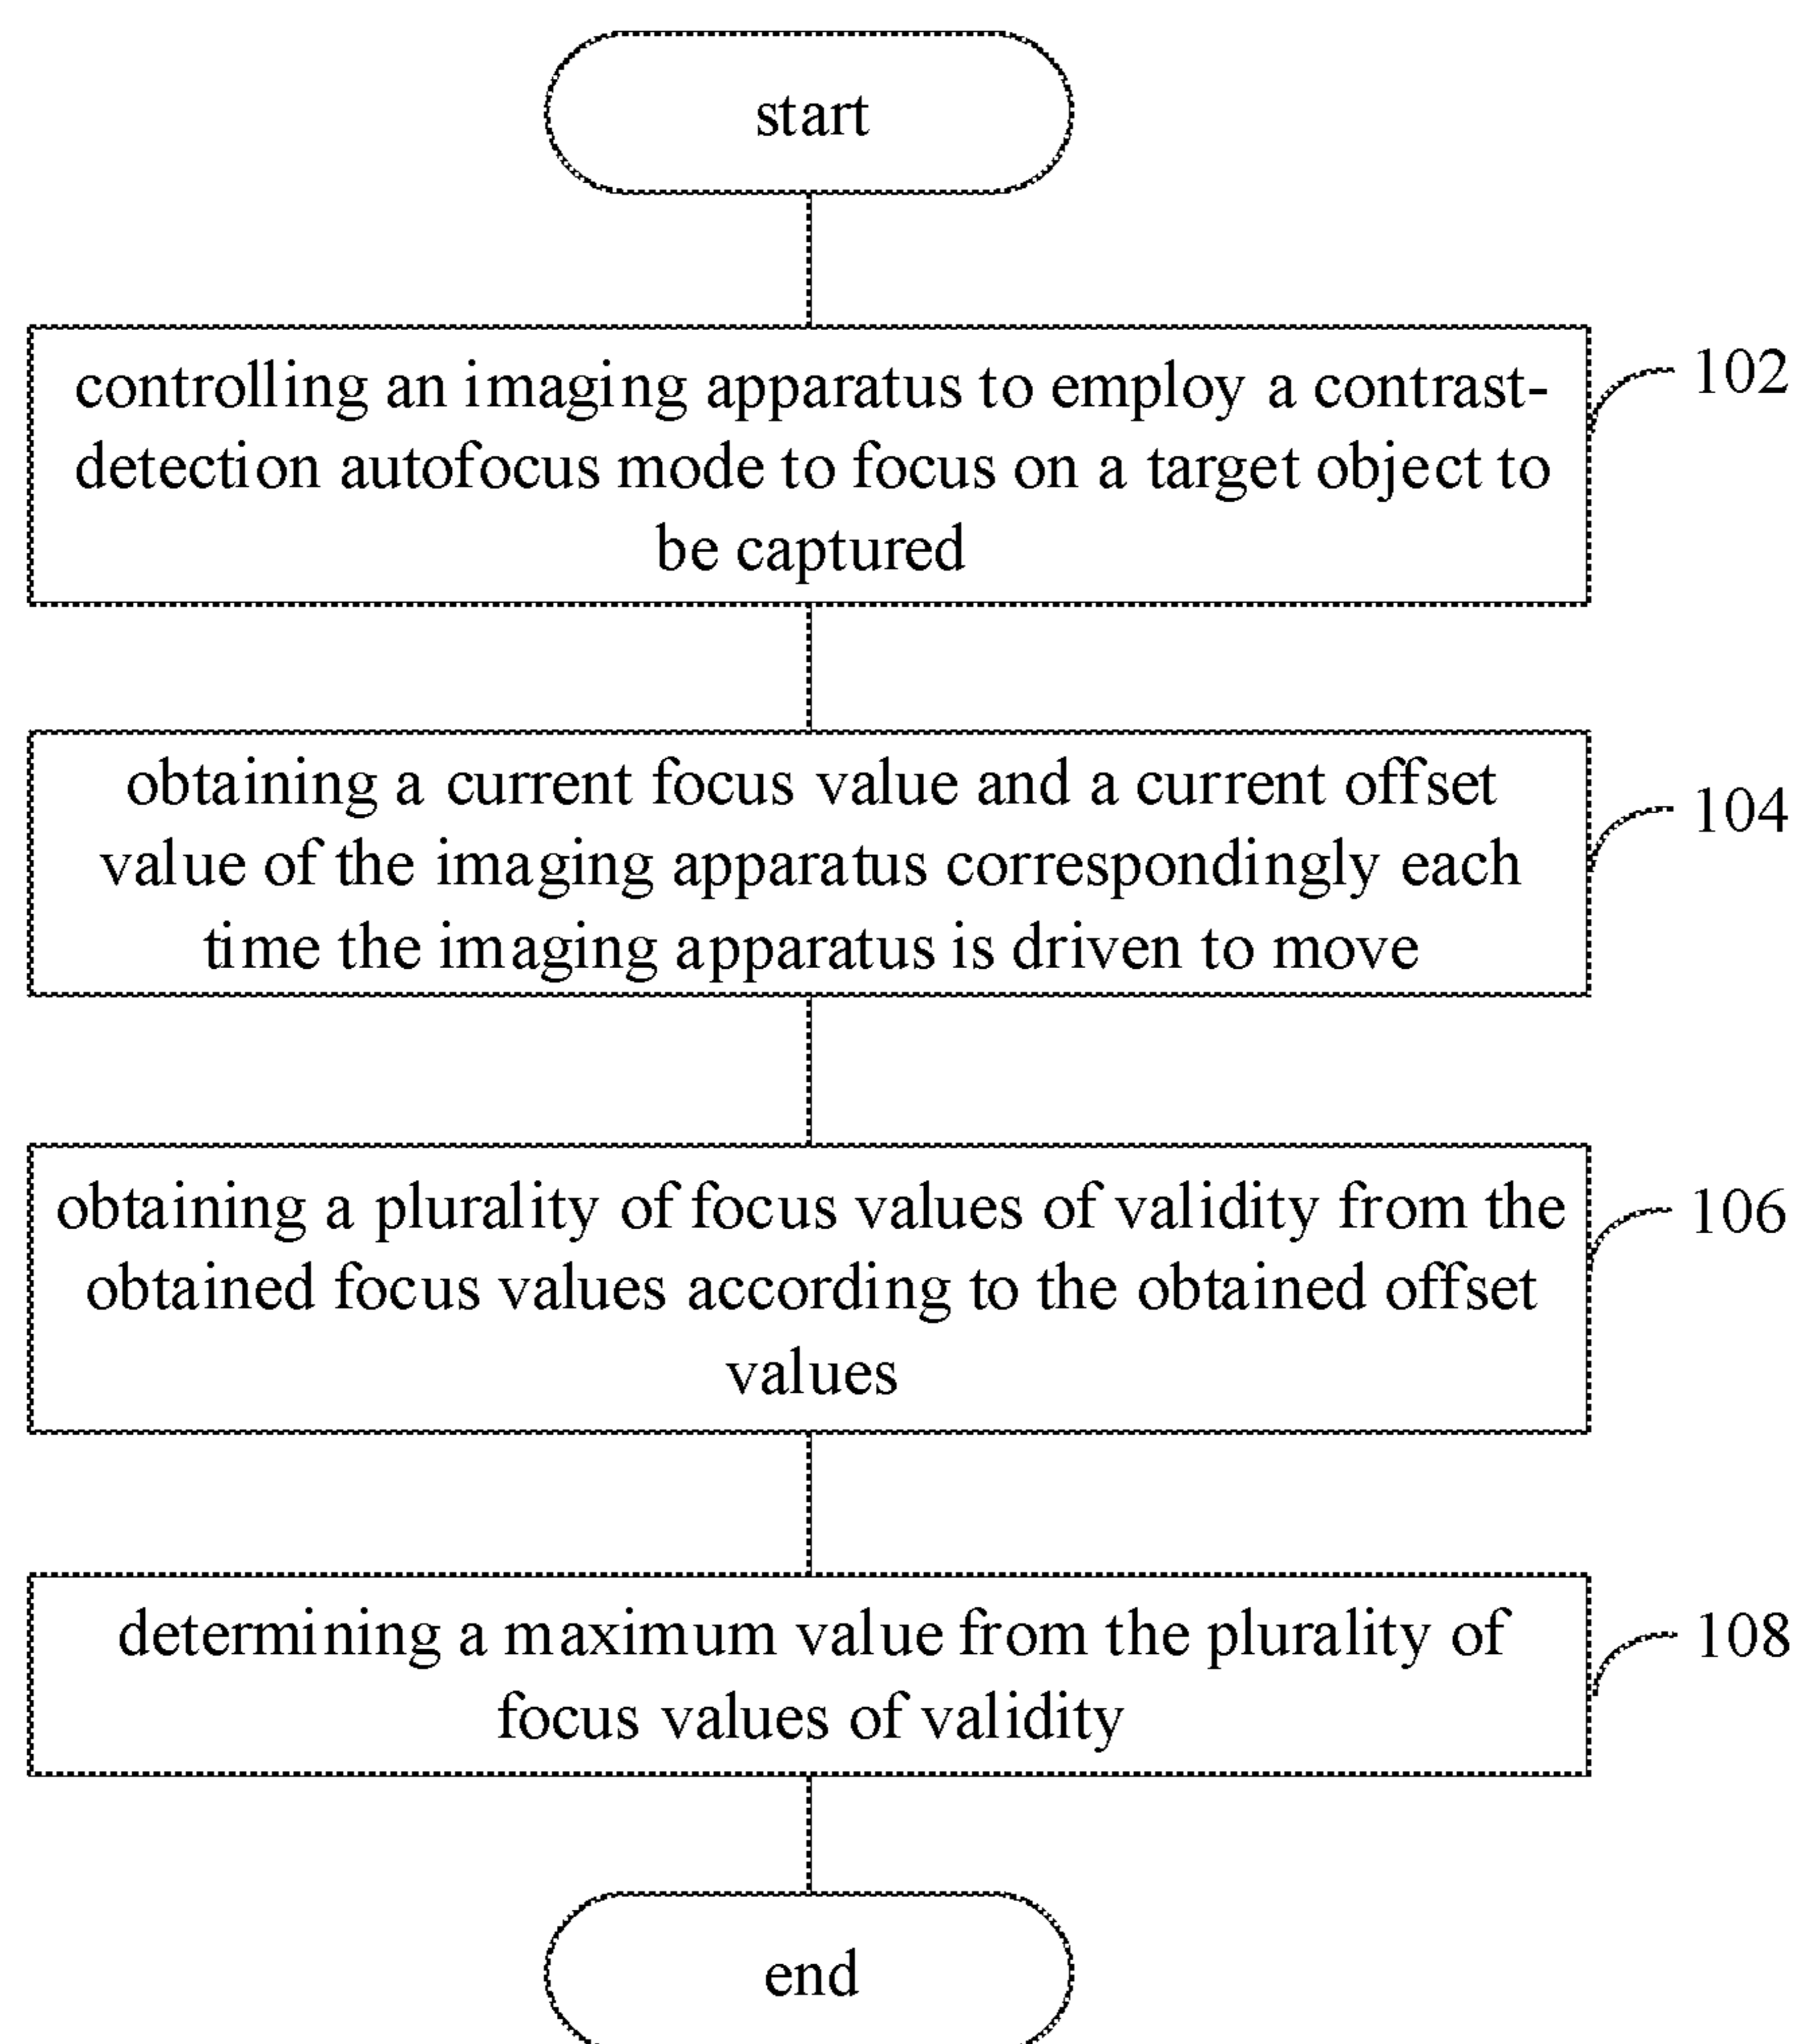 start
controlling an imaging apparatus to employ a contrast-
detection autofocus mode to focus on a target object to
be captured
102
obtaining a current focus value and a current offset
value of the imaging apparatus correspondingly each
time the imaging apparatus is driven to move
104
obtaining a plurality of focus values of validity from the
obtained focus values according to the obtained offset
values
106
determining a maximum value from the plurality of
focus values of validity
108
end